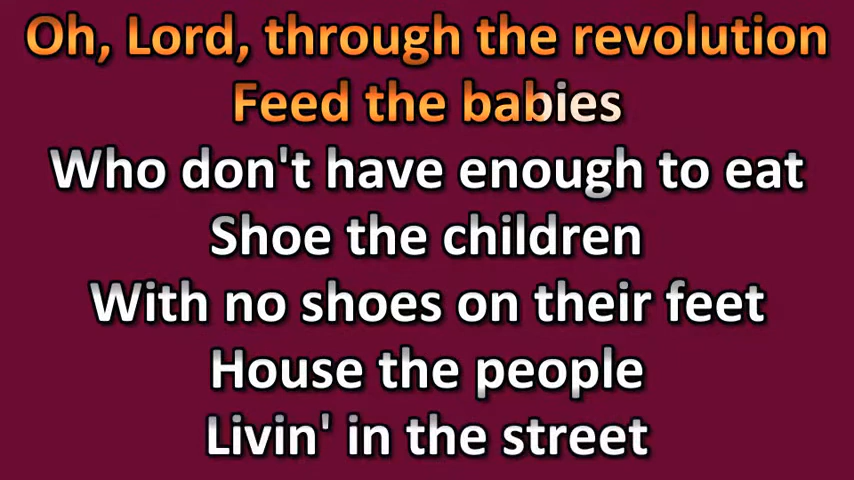 Oh, Lord, through the revolution
Feed the babies
Who don't have enough to eat
Shoe the children
With no shoes on their feet
House the people
Livin' in the street